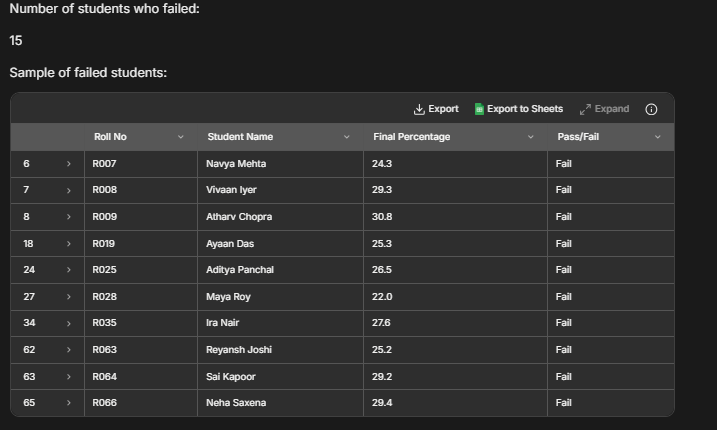 Number of students who failed:
15
Sample of failed students:
Export Export to Sheets Expand
Roll No Student Name Final Percentage Pass/Fail
6 R007 Navya Mehta 24.3 Fail
7 R008 Vivaan Iyer 29.3 Fail
8 R009 Atharv Chopra 30.8 Fail
18 R019 Ayaan Das 25.3 Fail
24 R025 Aditya Panchal 26.5 Fail
27 R028 Maya Roy 22.0 Fail
34 R035 Ira Nair 27.6 Fail
62 R063 Reyansh Joshi 25.2 Fail
63 R064 Sai Kapoor 29.2 Fail
65 R066 Neha Saxena 29.4 Fail